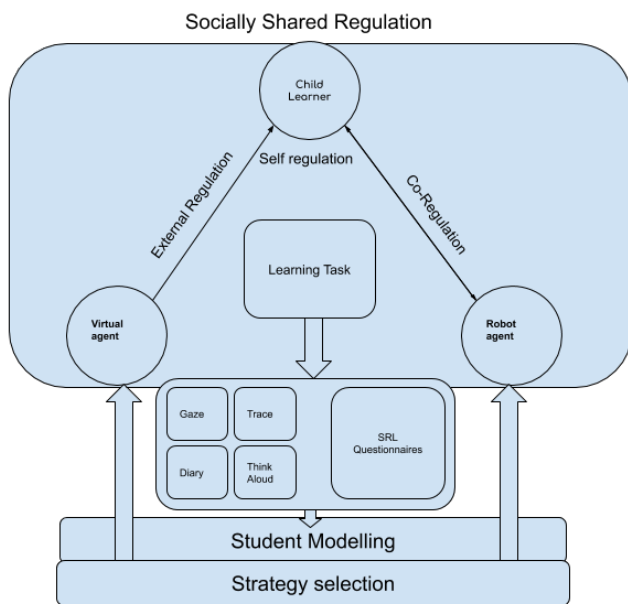 Socially Shared Regulation
Child
Learner
Self regulation
External Regulation
Co-Regulation
Learning Task
Virtual
agent
Robot
agent
Gaze
Trace
Diary
Think
Aloud
SRL
Questionnaires
Student Modelling
Strategy selection